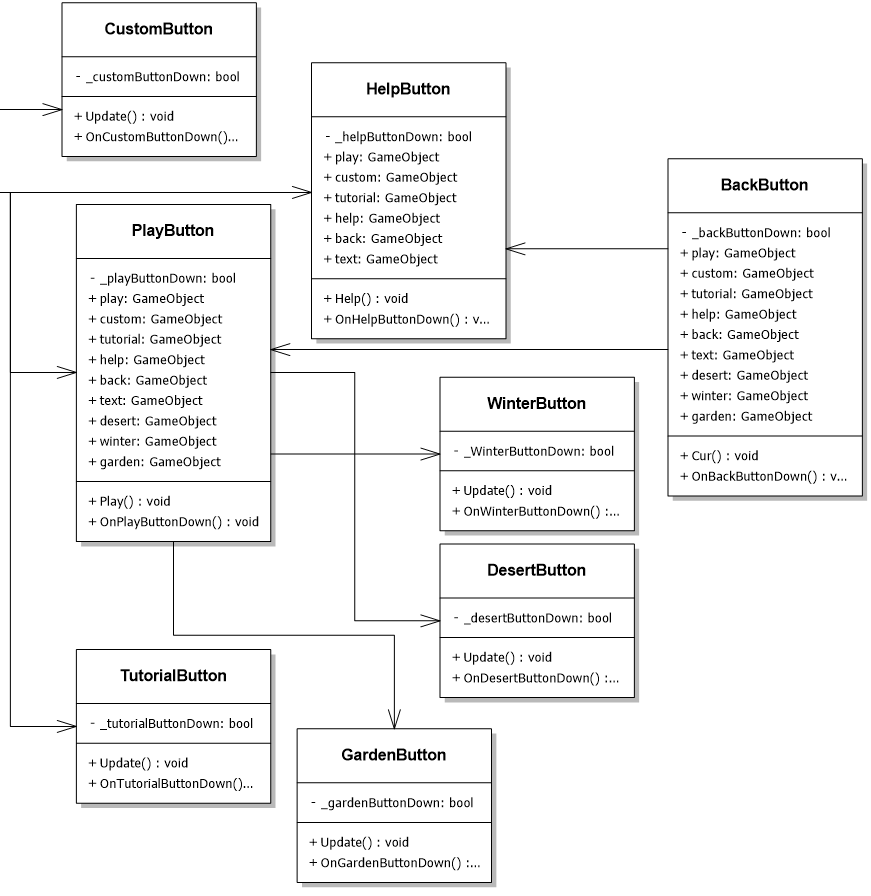 CustomButton
- _customButtonDown: bool
+ Update() : void
+ OnCustomButtonDown()...
HelpButton
- _helpButtonDown: bool
+ play: GameObject
+ custom: GameObject
+ tutorial: GameObject
+ help: GameObject
+ back: GameObject
+ text: GameObject
+ Help() : void
+ OnHelpButtonDown() : v...
BackButton
- _backButtonDown: bool
+ play: GameObject
+ custom: GameObject
+ tutorial: GameObject
+ help: GameObject
+ back: GameObject
+ text: GameObject
+ desert: GameObject
+ winter: GameObject
+ garden: GameObject
+ Cur() : void
+ OnBackButtonDown() : v...
PlayButton
- _playButtonDown: bool
+ play: GameObject
+ custom: GameObject
+ tutorial: GameObject
+ help: GameObject
+ back: GameObject
+ text: GameObject
+ desert: GameObject
+ winter: GameObject
+ garden: GameObject
+ Play() : void
+ OnPlayButtonDown() : void
WinterButton
- _WinterButtonDown: bool
+ Update() : void
+ OnWinterButtonDown() :...
DesertButton
- _desertButtonDown: bool
+ Update() : void
+ OnDesertButtonDown() :...
TutorialButton
- _tutorialButtonDown: bool
+ Update() : void
+ OnTutorialButtonDown()...
GardenButton
- _gardenButtonDown: bool
+ Update() : void
+ OnGardenButtonDown() :...